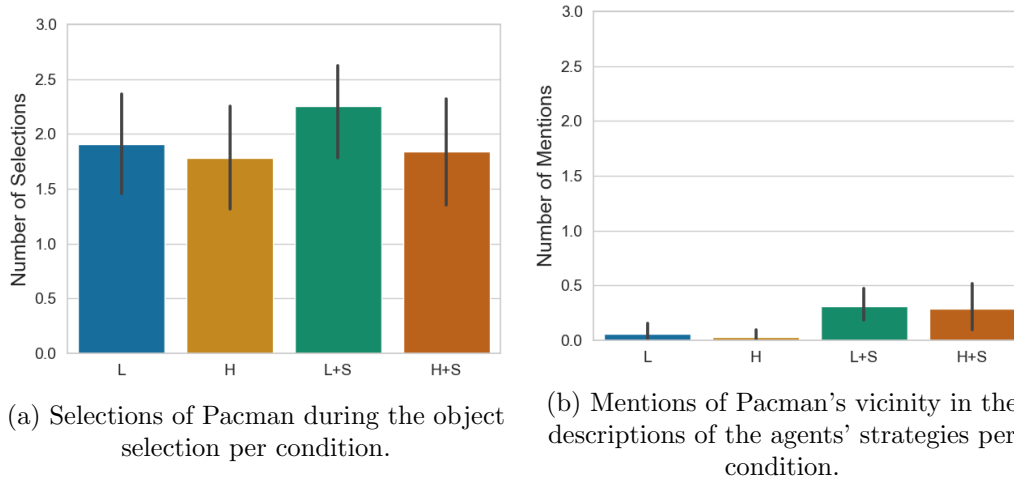 3.0
2.5
2.0
1.5
1.0
0.5
0.0
Number of Selections
L H L+S H+S
(a) Selections of Pacman during the object
selection per condition.
3.0
2.5
2.0
1.5
1.0
0.5
0.0
Number of Mentions
L H L+S H+S
(b) Mentions of Pacman's vicinity in the
descriptions of the agents' strategies per
condition.